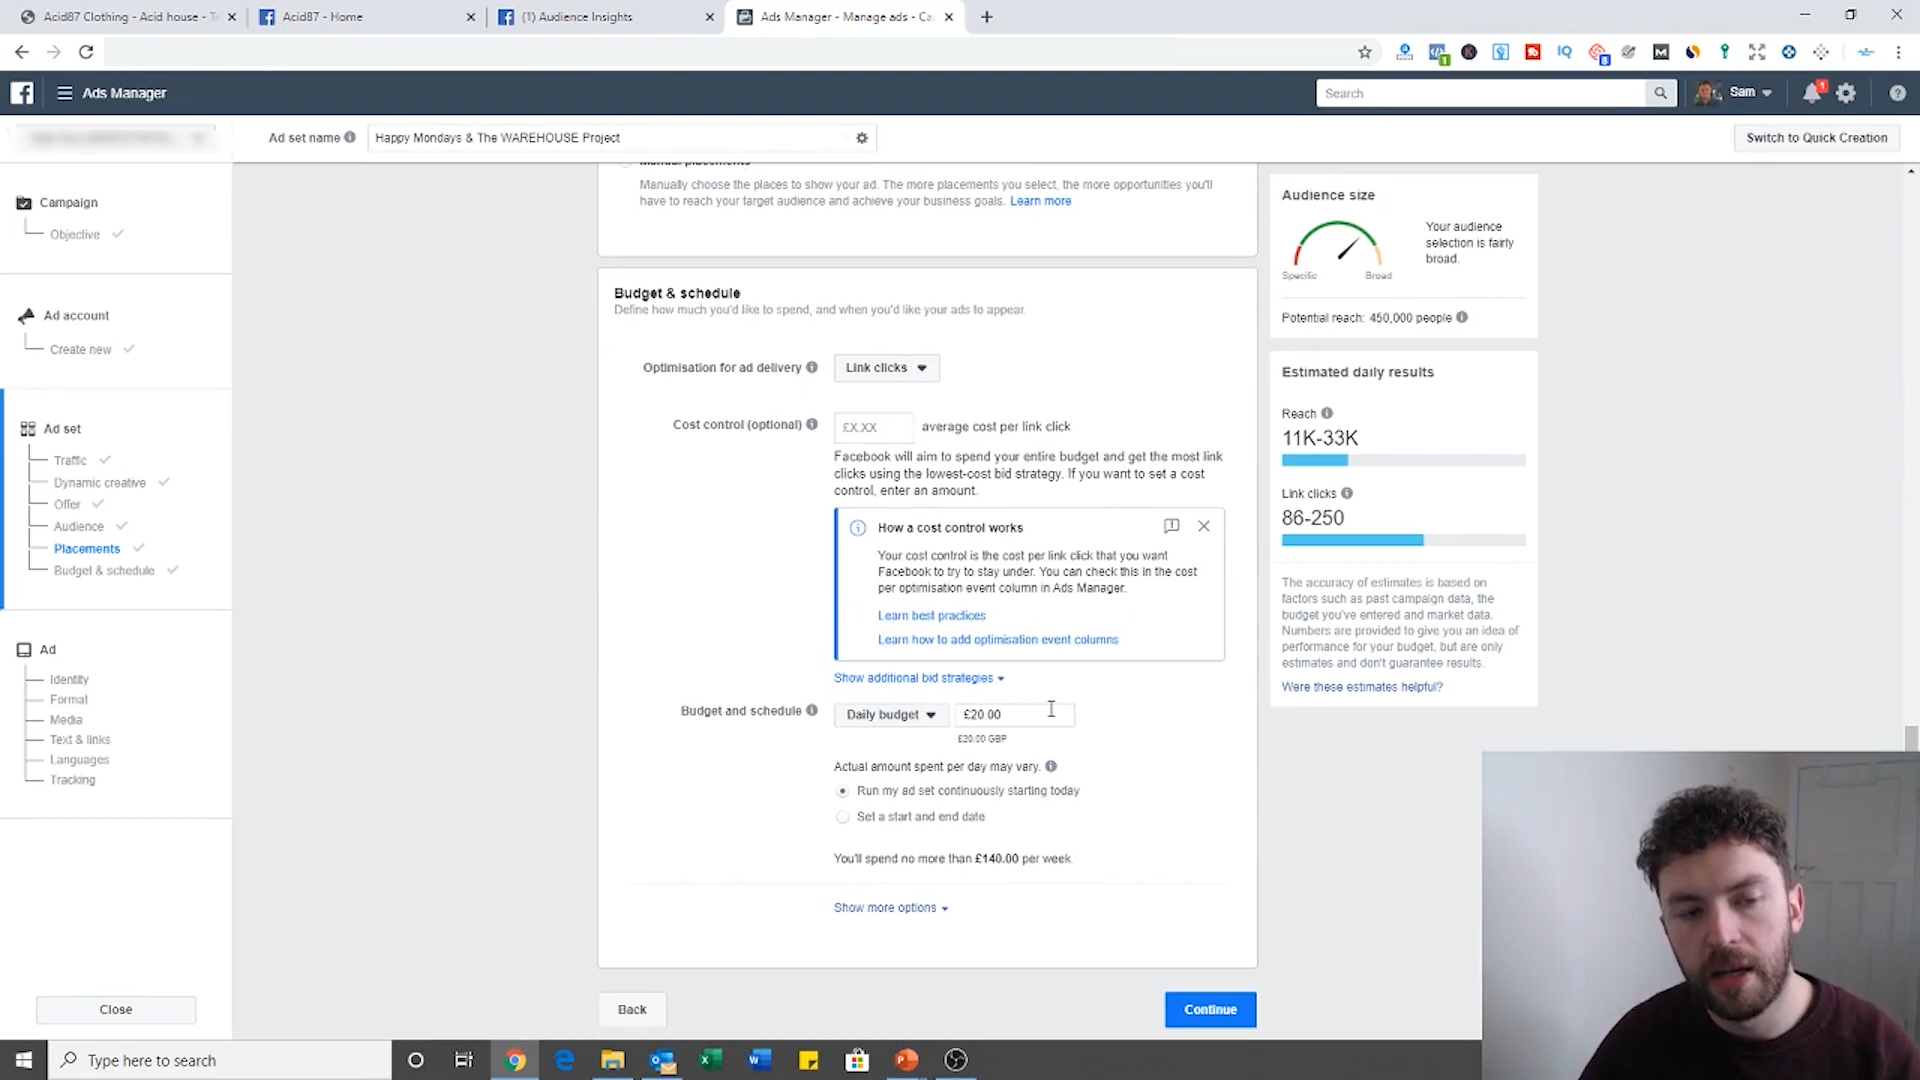 Acid87 Clothing - Acid house - T
Acid87 - Home
(1) Audience Insights
Ads Manager - Manage ads - Ca
Ads Manager
Search
Sam
1
Ad set name
Happy Mondays & The WAREHOUSE Project
Switch to Quick Creation
Campaign
Objective
Ad account
Create new
Ad set
Traffic
Dynamic creative
Offer
Audience
Placements
Budget & schedule
Ad
Identity
Format
Media
Text & links
Languages
Tracking
Close
Manual placements
Manually choose the places to show your ad. The more placements you select, the more opportunities you'll
have to reach your target audience and achieve your business goals. Learn more
Budget & schedule
Define how much you'd like to spend, and when you'd like your ads to appear.
Optimisation for ad delivery
Link clicks
Cost control (optional)
£X.XX
average cost per link click
Facebook will aim to spend your entire budget and get the most link
clicks using the lowest-cost bid strategy. If you want to set a cost
control, enter an amount.
How a cost control works
Your cost control is the cost per link click that you want
Facebook to try to stay under. You can check this in the cost
per optimisation event column in Ads Manager.
Learn best practices
Learn how to add optimisation event columns
Show additional bid strategies
Budget and schedule
Daily budget
£20.00
£20.00 GBP
Actual amount spent per day may vary.
Run my ad set continuously starting today
Set a start and end date
You'll spend no more than £140.00 per week.
Show more options
Back
Continue
Audience size
Specific
Broad
Your audience
selection is fairly
broad.
Potential reach: 450,000 people
Estimated daily results
Reach
11K-33K
Link clicks
86-250
The accuracy of estimates is based on
factors such as past campaign data, the
budget you've entered and market data.
Numbers are provided to give you an idea of
performance for your budget, but are only
estimates and don't guarantee results.
Were these estimates helpful?
Type here to search